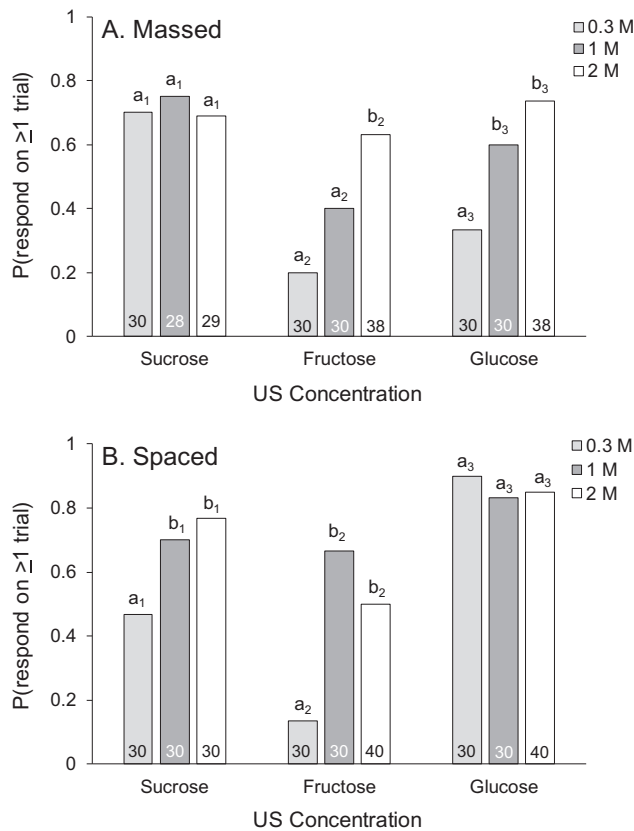 A. Massed
0.3 M
1 M
2 M
P(respond on ≥1 trial)
1
0.8
0.6
0.4
0.2
0
a₁ a₁ a₁ a₂ a₂ b₂ a₃ b₃ b₃
30 28 29 30 30 38 30 30 38
Sucrose Fructose Glucose
US Concentration
B. Spaced
0.3 M
1 M
2 M
P(respond on ≥1 trial)
1
0.8
0.6
0.4
0.2
0
a₁ b₁ b₁ a₂ b₂ b₂ a₃ a₃ a₃
30 30 30 30 30 40 30 30 40
Sucrose Fructose Glucose
US Concentration